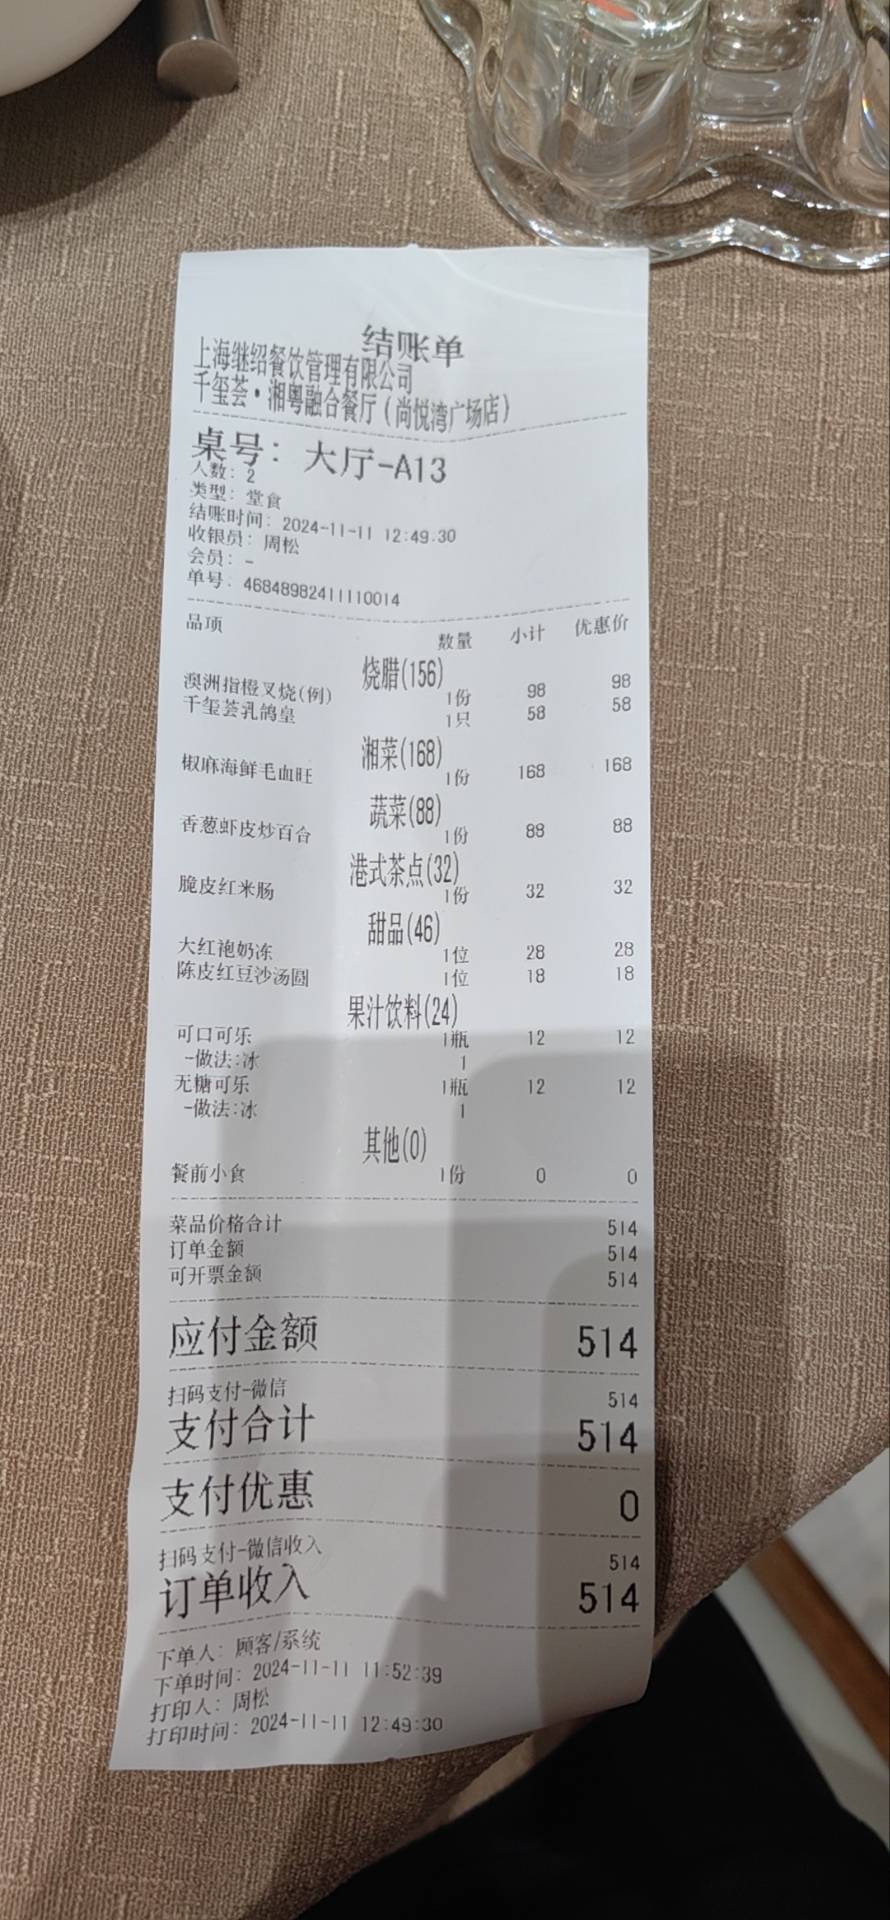 结账单
上海继绍餐饮管理有限公司
千玺荟·湘粤融合餐厅(尚悦湾广场店)
桌号: 大厅-A13
人数: 2
类型: 堂食
结账时间: 2024-11-11 12:49:30
收银员: 周松
会员: -
单号: 46848982411110014
品项 数量 小计 优惠价
烧腊(156)
澳洲指橙叉烧(例) 1份 98 98
千玺荟乳鸽皇 1只 58 58
湘菜(168)
椒麻海鲜毛血旺 1份 168 168
蔬菜(88)
香葱虾皮炒百合 1份 88 88
港式茶点(32)
脆皮红米肠 1份 32 32
甜品(46)
大红袍奶冻 1位 28 28
陈皮红豆沙汤圆 1位 18 18
果汁饮料(24)
可口可乐 1瓶 12 12
-做法:冰 1
无糖可乐 1瓶 12 12
-做法:冰 1
其他(0)
餐前小食 1份 0 0
菜品价格合计 514
订单金额 514
可开票金额 514
应付金额 514
扫码支付-微信 514
支付合计 514
支付优惠 0
扫码支付-微信收入 514
订单收入 514
下单人: 顾客/系统
下单时间: 2024-11-11 11:52:39
打印人: 周松
打印时间: 2024-11-11 12:49:30